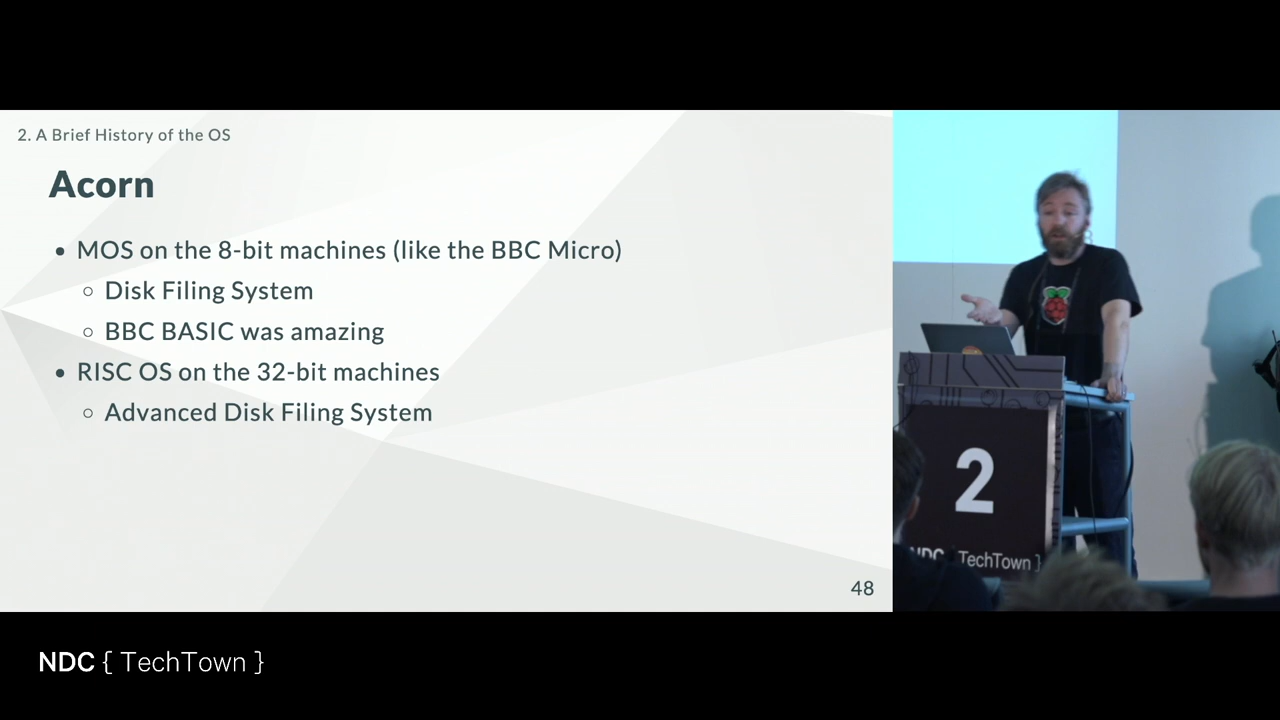 2. A Brief History of the OS
Acorn
• MOS on the 8-bit machines (like the BBC Micro)
○ Disk Filing System
○ BBC BASIC was amazing
• RISC OS on the 32-bit machines
○ Advanced Disk Filing System
48
2
NDC { TechTown }
NDC { TechTown }